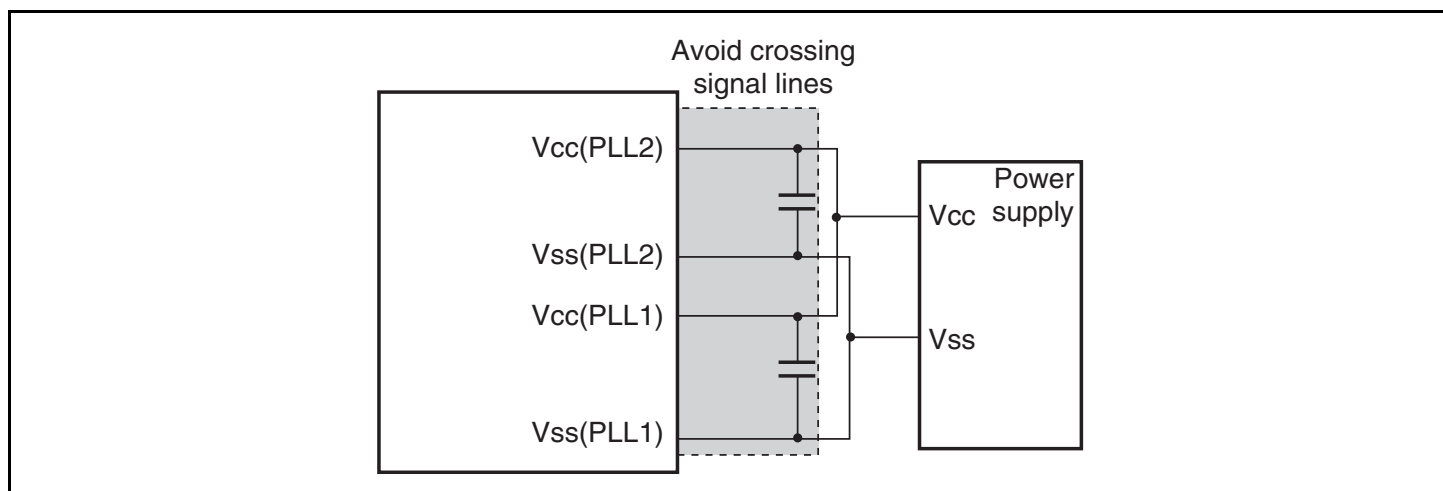 Avoid crossing
signal lines
Vcc(PLL2)
Vss(PLL2)
Vcc(PLL1)
Vss(PLL1)
Power
supply
Vcc
Vss